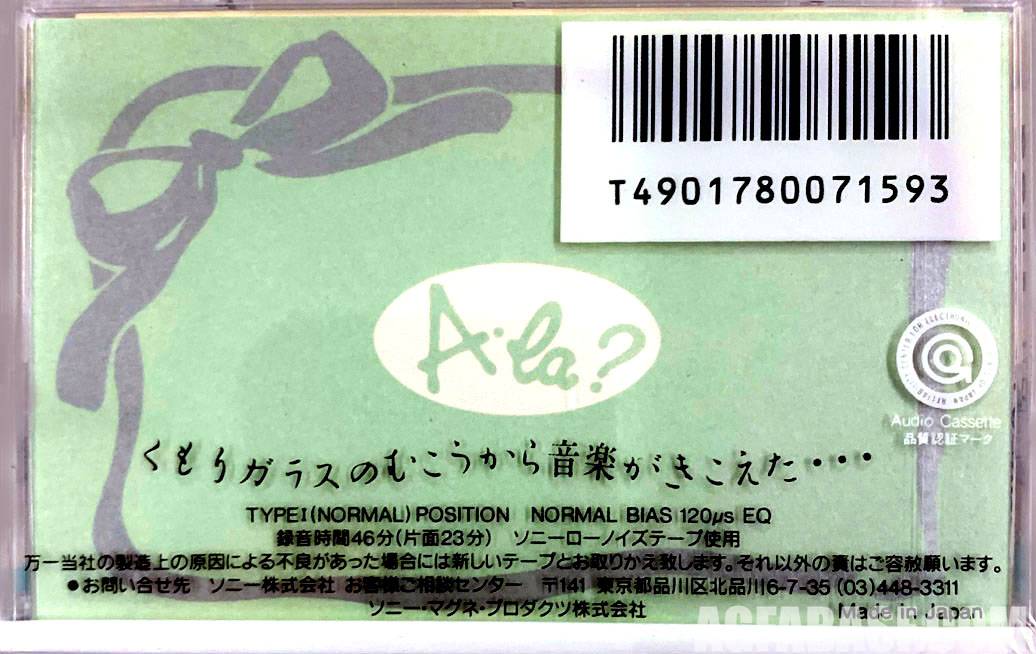 T4901780071593
A·la?
CENTER FOR ELECTRONIC
OF JAPAN RELIABILITY
Audio Cassette
品質認証マーク
くもりガラスのむこうから音楽がきこえた・・・
TYPEI(NORMAL)POSITION NORMAL BIAS 120μs EQ
録音時間46分(片面23分) ソニーローノイズテープ使用
万一当社の製造上の原因による不良があった場合には新しいテープとお取りかえ致します。それ以外の責はご容赦願います。
●お問い合せ先 ソニー株式会社 お客様ご相談センター 〒141 東京都品川区北品川6-7-35 (03)448-3311
ソニー・マグネ・プロダクツ株式会社
Made in Japan